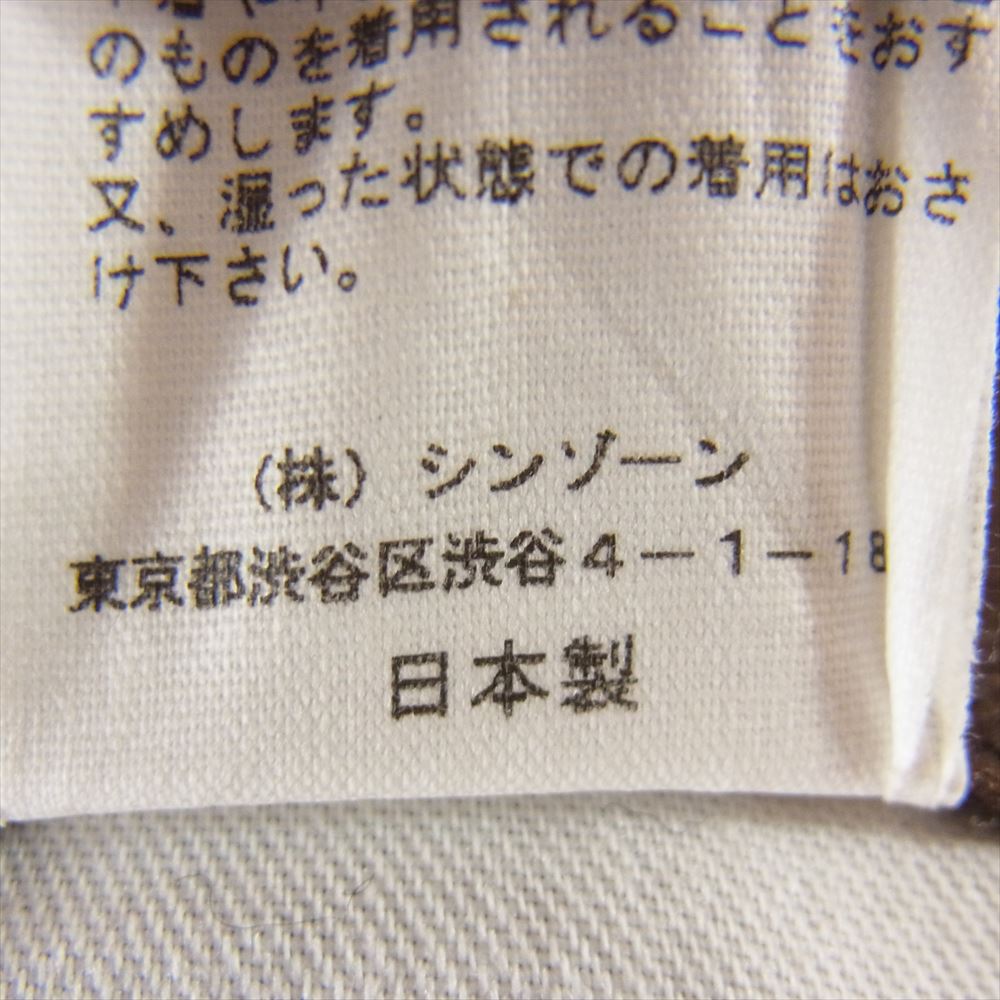 のものを着用されることをおす
すめします。
又、湿った状態での着用はおさ
け下さい。
(株) シンゾーン
東京都渋谷区渋谷4-1-18
日本製